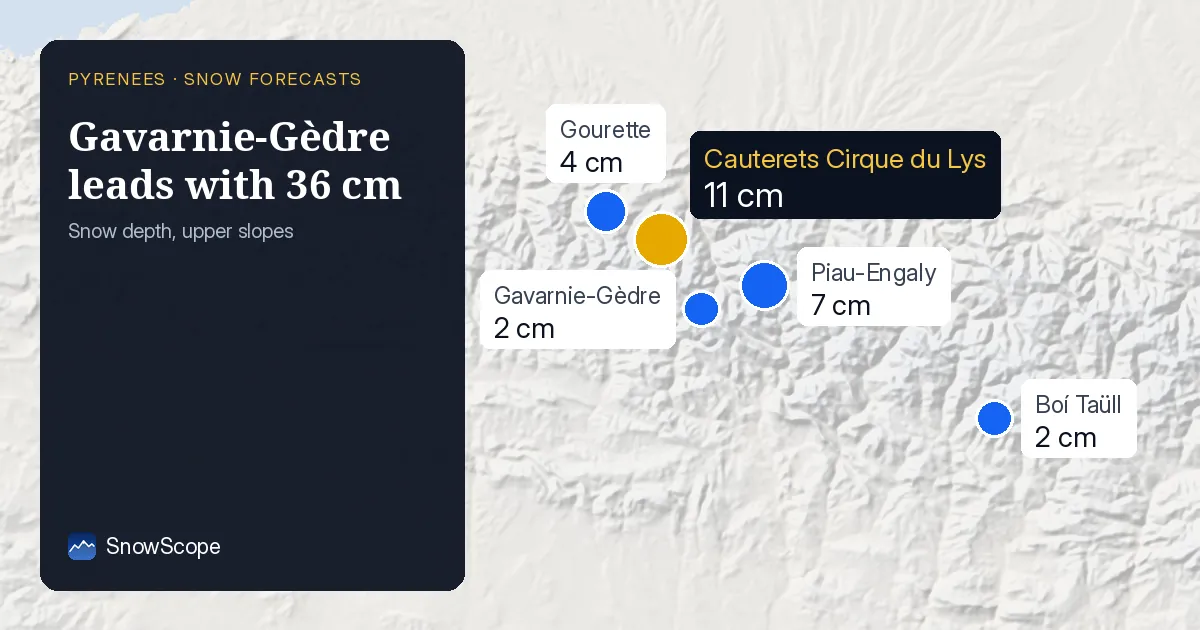 PYRENEES · SNOW FORECASTS
Gavarnie-Gèdre
leads with 36 cm
Snow depth, upper slopes
SnowScope
Gourette
4 cm
Cauterets Cirque du Lys
11 cm
Gavarnie-Gèdre
2 cm
Piau-Engaly
7 cm
Boí Taüll
2 cm